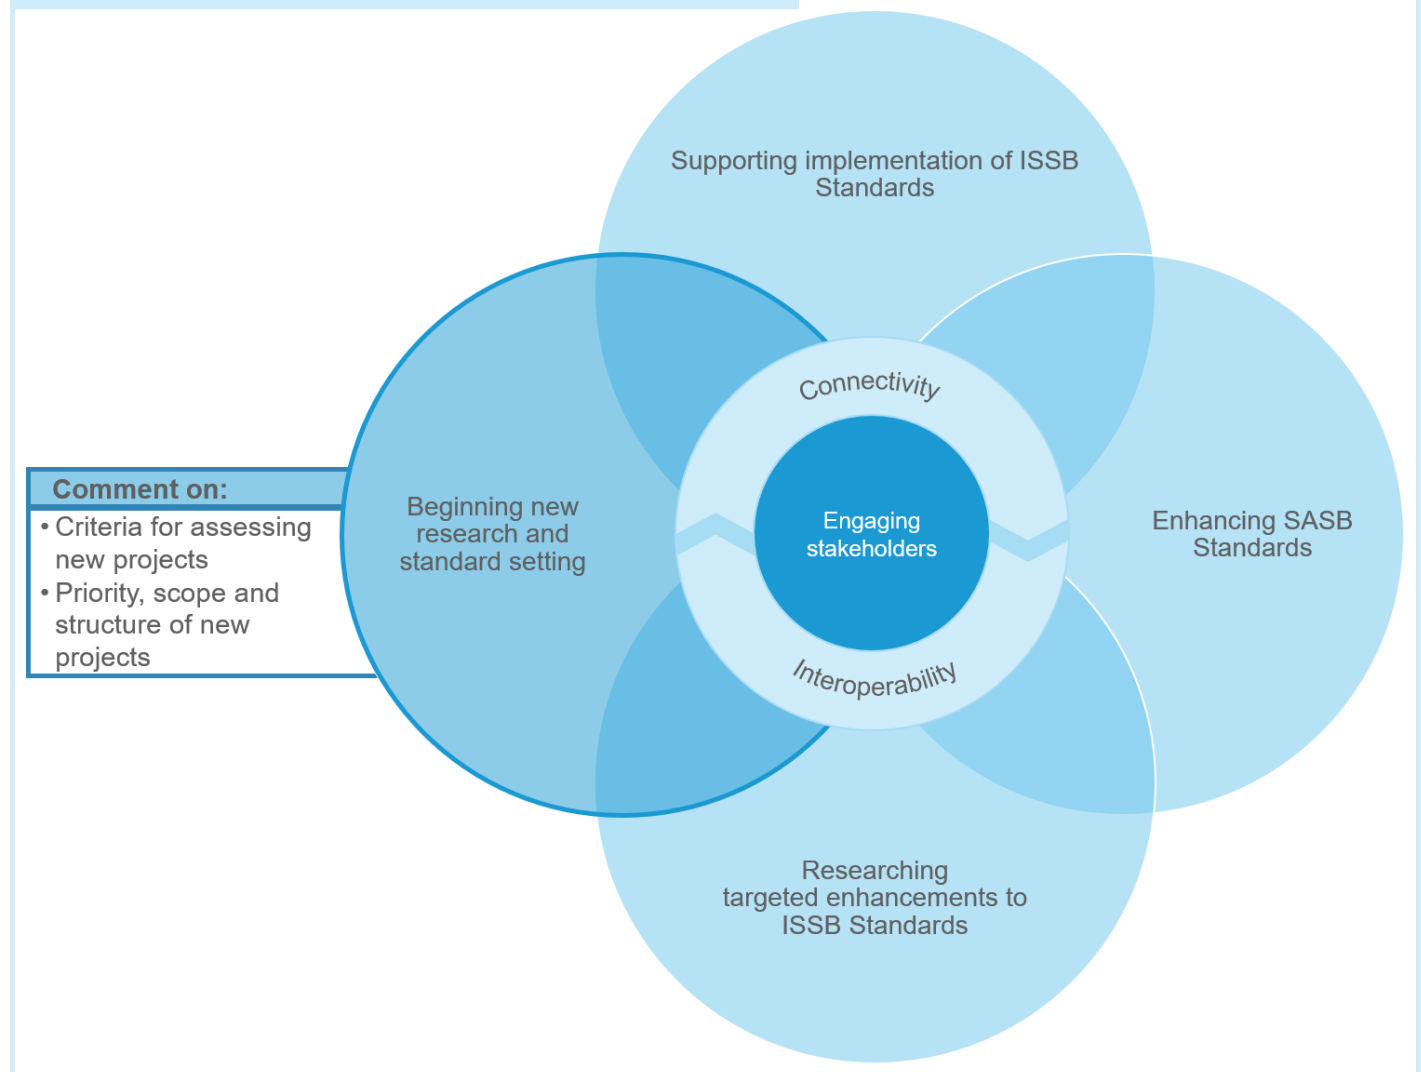 Supporting implementation of ISSB
Standards
Connectivity
Comment on:
• Criteria for assessing
new projects
• Priority, scope and
structure of new
projects
Beginning new
research and
standard setting
Engaging
stakeholders
Enhancing SASB
Standards
Interoperability
Researching
targeted enhancements to
ISSB Standards